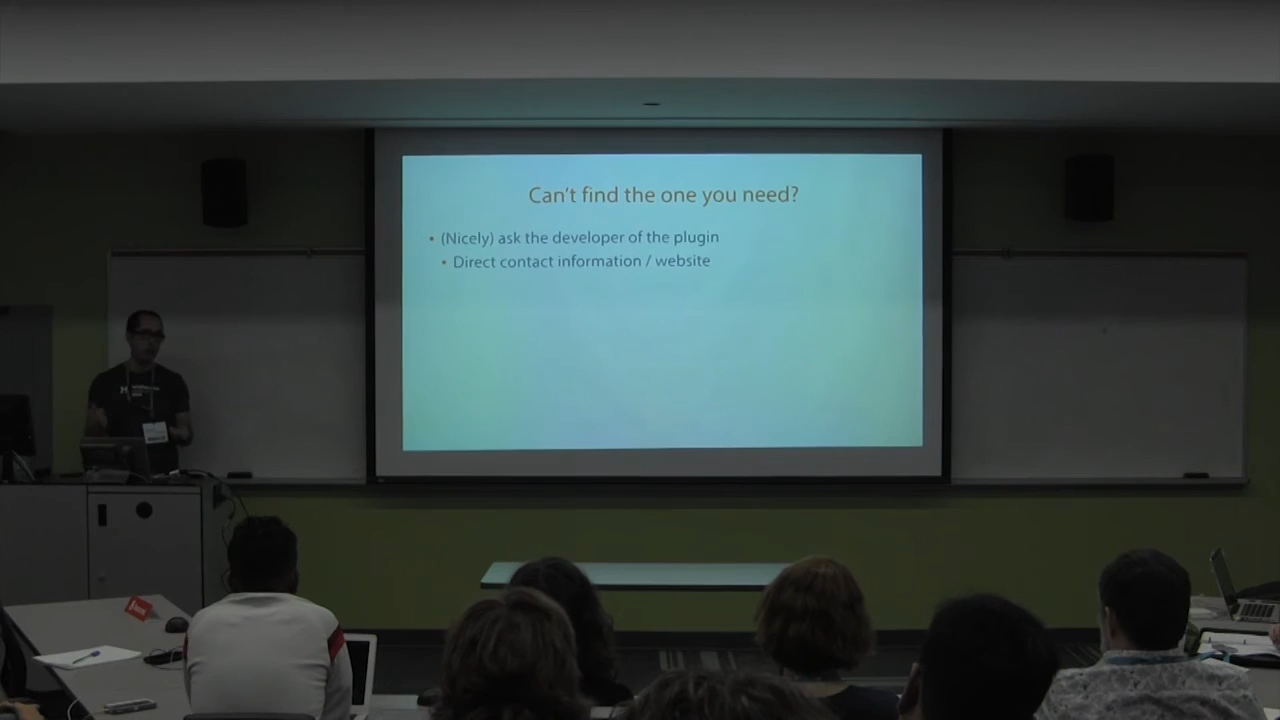 Can't find the one you need?
• (Nicely) ask the developer of the plugin
• Direct contact information / website